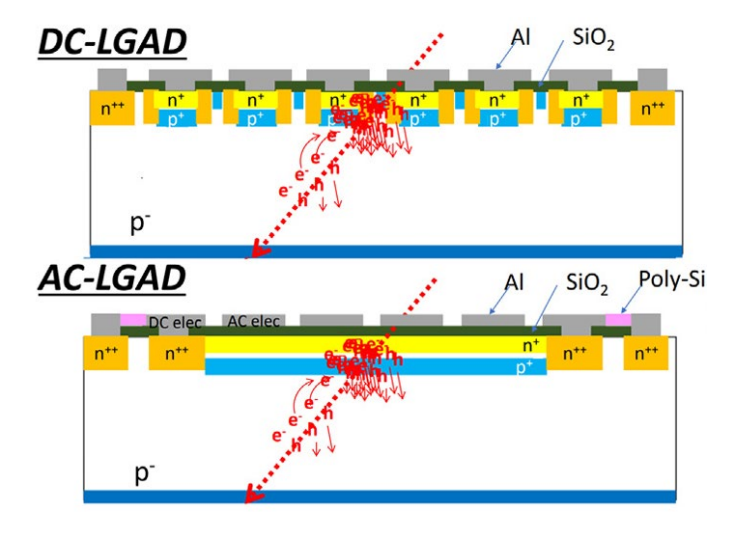 DC-LGAD
Al SiO₂
n⁺⁺ n⁺ n⁺ n⁺ n⁺ n⁺ n⁺ n⁺⁺
p⁺ p⁺ p⁺ p⁺ p⁺ p⁺
e⁻
e⁻
e⁻ h
e⁻ h
p⁻
AC-LGAD
Al SiO₂ Poly-Si
DC elec AC elec
n⁺⁺ n⁺⁺ n⁺ n⁺⁺ n⁺⁺
p⁺
e⁻
e⁻
e⁻ h
e⁻ h
p⁻